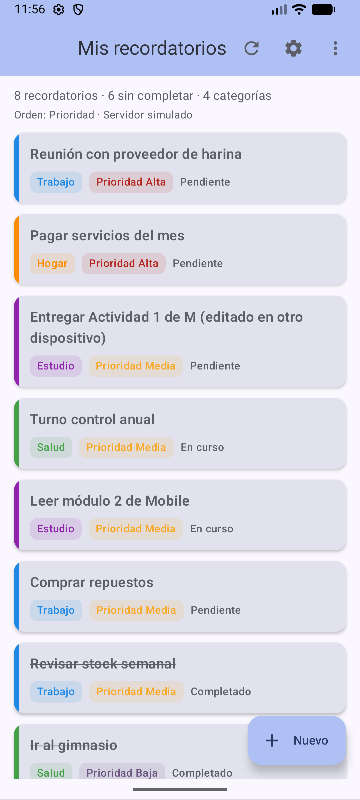 11:56
Mis recordatorios
8 recordatorios · 6 sin completar · 4 categorías
Orden: Prioridad · Servidor simulado
Reunión con proveedor de harina
Trabajo Prioridad Alta Pendiente
Pagar servicios del mes
Hogar Prioridad Alta Pendiente
Entregar Actividad 1 de M (editado en otro
dispositivo)
Estudio Prioridad Media Pendiente
Turno control anual
Salud Prioridad Media En curso
Leer módulo 2 de Mobile
Estudio Prioridad Media En curso
Comprar repuestos
Trabajo Prioridad Media Pendiente
Revisar stock semanal
Trabajo Prioridad Media Completado
Ir al gimnasio
Salud Prioridad Baja Completado
+ Nuevo